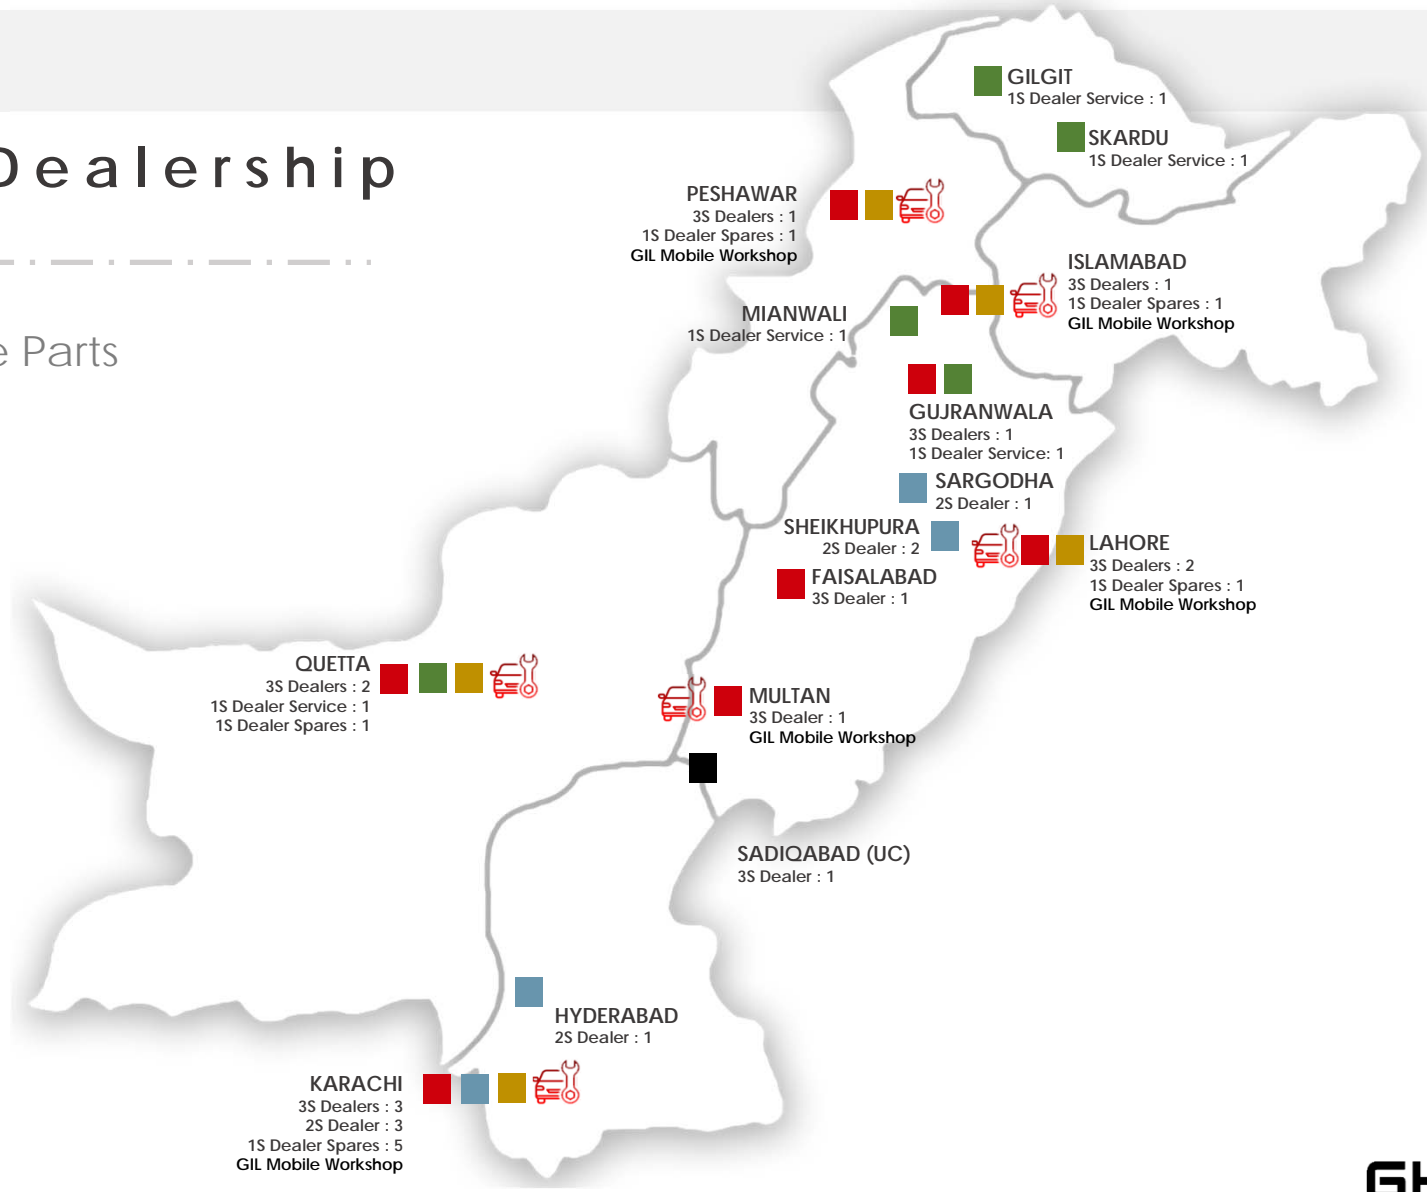 Dealership
e Parts
GILGIT
1S Dealer Service : 1
SKARDU
1S Dealer Service : 1
PESHAWAR
3S Dealers : 1
1S Dealer Spares : 1
GIL Mobile Workshop
ISLAMABAD
3S Dealers : 1
1S Dealer Spares : 1
GIL Mobile Workshop
MIANWALI
1S Dealer Service : 1
GUJRANWALA
3S Dealers : 1
1S Dealer Service: 1
SARGODHA
2S Dealer : 1
SHEIKHUPURA
2S Dealer : 2
LAHORE
3S Dealers : 2
1S Dealer Spares : 1
GIL Mobile Workshop
FAISALABAD
3S Dealer : 1
QUETTA
3S Dealers : 2
1S Dealer Service : 1
1S Dealer Spares : 1
MULTAN
3S Dealer : 1
GIL Mobile Workshop
SADIQABAD (UC)
3S Dealer : 1
HYDERABAD
2S Dealer : 1
KARACHI
3S Dealers : 3
2S Dealer : 3
1S Dealer Spares : 5
GIL Mobile Workshop